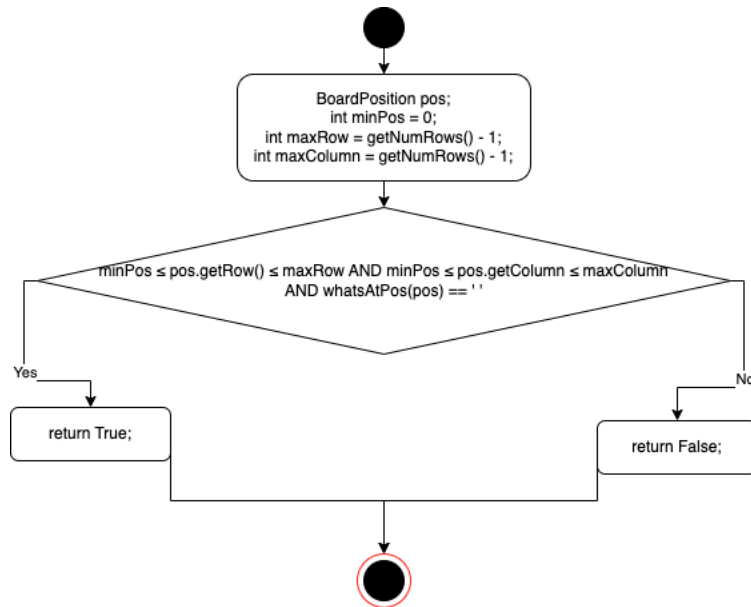 BoardPosition pos;
int minPos = 0;
int maxRow = getNumRows() - 1;
int maxColumn = getNumRows() - 1;
minPos ≤ pos.getRow() ≤ maxRow AND minPos ≤ pos.getColumn ≤ maxColumn
AND whatsAtPos(pos) == ' '
Yes
No
return True;
return False;